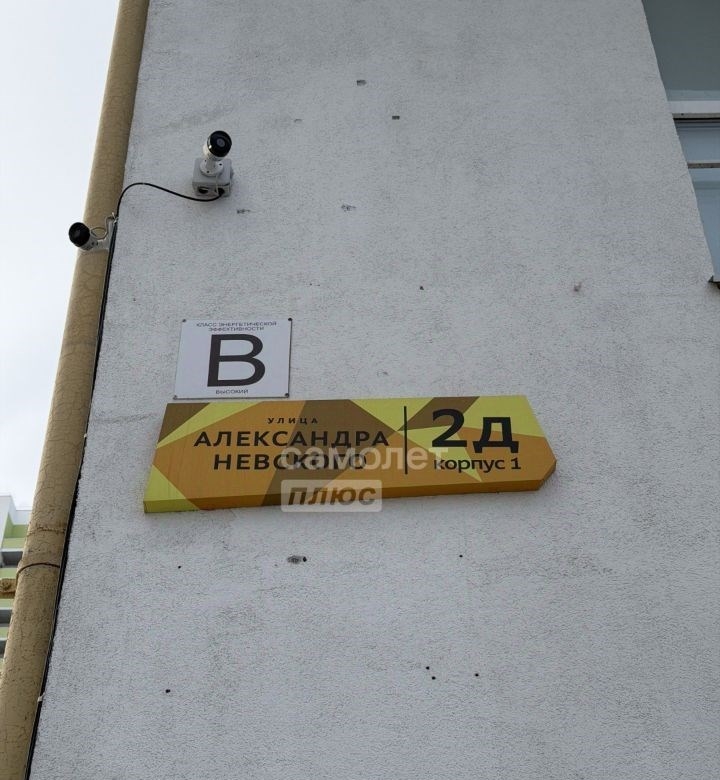 КЛАСС ЭНЕРГЕТИЧЕСКОЙ
ЭФФЕКТИВНОСТИ
В
ВЫСОКИЙ
УЛИЦА
АЛЕКСАНДРА
НЕВСКОГО
2Д
корпус 1
самолет
плюс